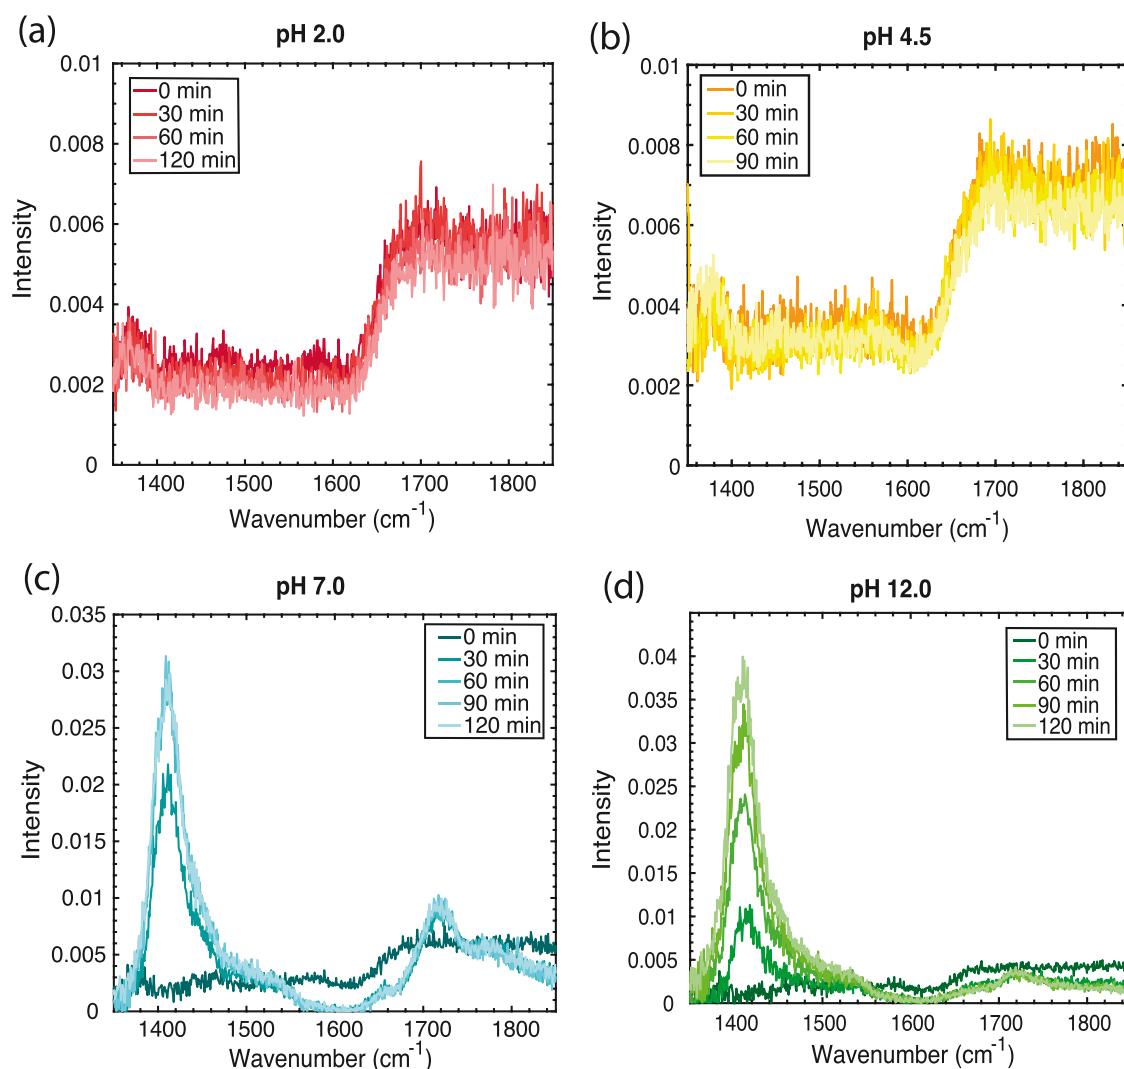 (a)
pH 2.0
0.01
0.008
0.006
0.004
0.002
0
Intensity
0 min
30 min
60 min
120 min
1400 1500 1600 1700 1800
Wavenumber (cm-1)
(b)
pH 4.5
0.01
0.008
0.006
0.004
0.002
0
Intensity
0 min
30 min
60 min
90 min
1400 1500 1600 1700 1800
Wavenumber (cm-1)
(c)
pH 7.0
0.035
0.03
0.025
0.02
0.015
0.01
0.005
0
Intensity
0 min
30 min
60 min
90 min
120 min
1400 1500 1600 1700 1800
Wavenumber (cm-1)
(d)
pH 12.0
0.04
0.035
0.03
0.025
0.02
0.015
0.01
0.005
0
Intensity
0 min
30 min
60 min
90 min
120 min
1400 1500 1600 1700 1800
Wavenumber (cm-1)